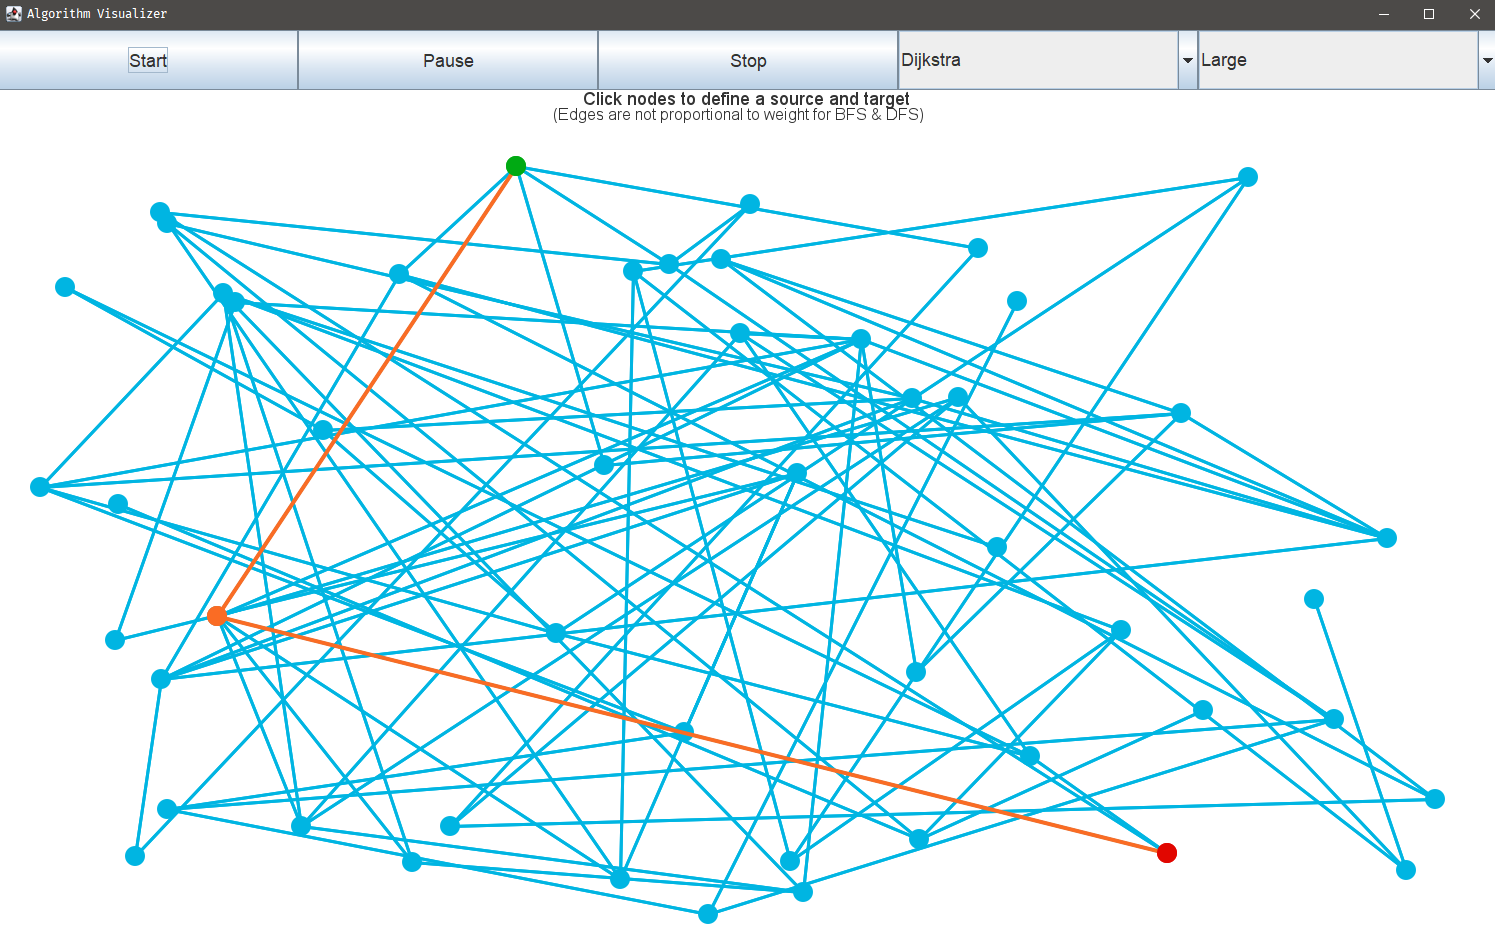 Algorithm Visualizer
Start
Pause
Stop
Dijkstra
Large
Click nodes to define a source and target
(Edges are not proportional to weight for BFS & DFS)